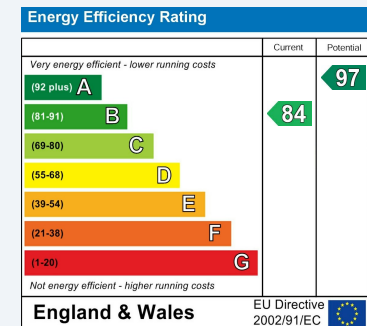 Energy Efficiency Rating
Current Potential
Very energy efficient - lower running costs
(92 plus) A
97
(81-91) B
84
(69-80) C
(55-68) D
(39-54) E
(21-38) F
(1-20) G
Not energy efficient - higher running costs
England & Wales
EU Directive
2002/91/EC